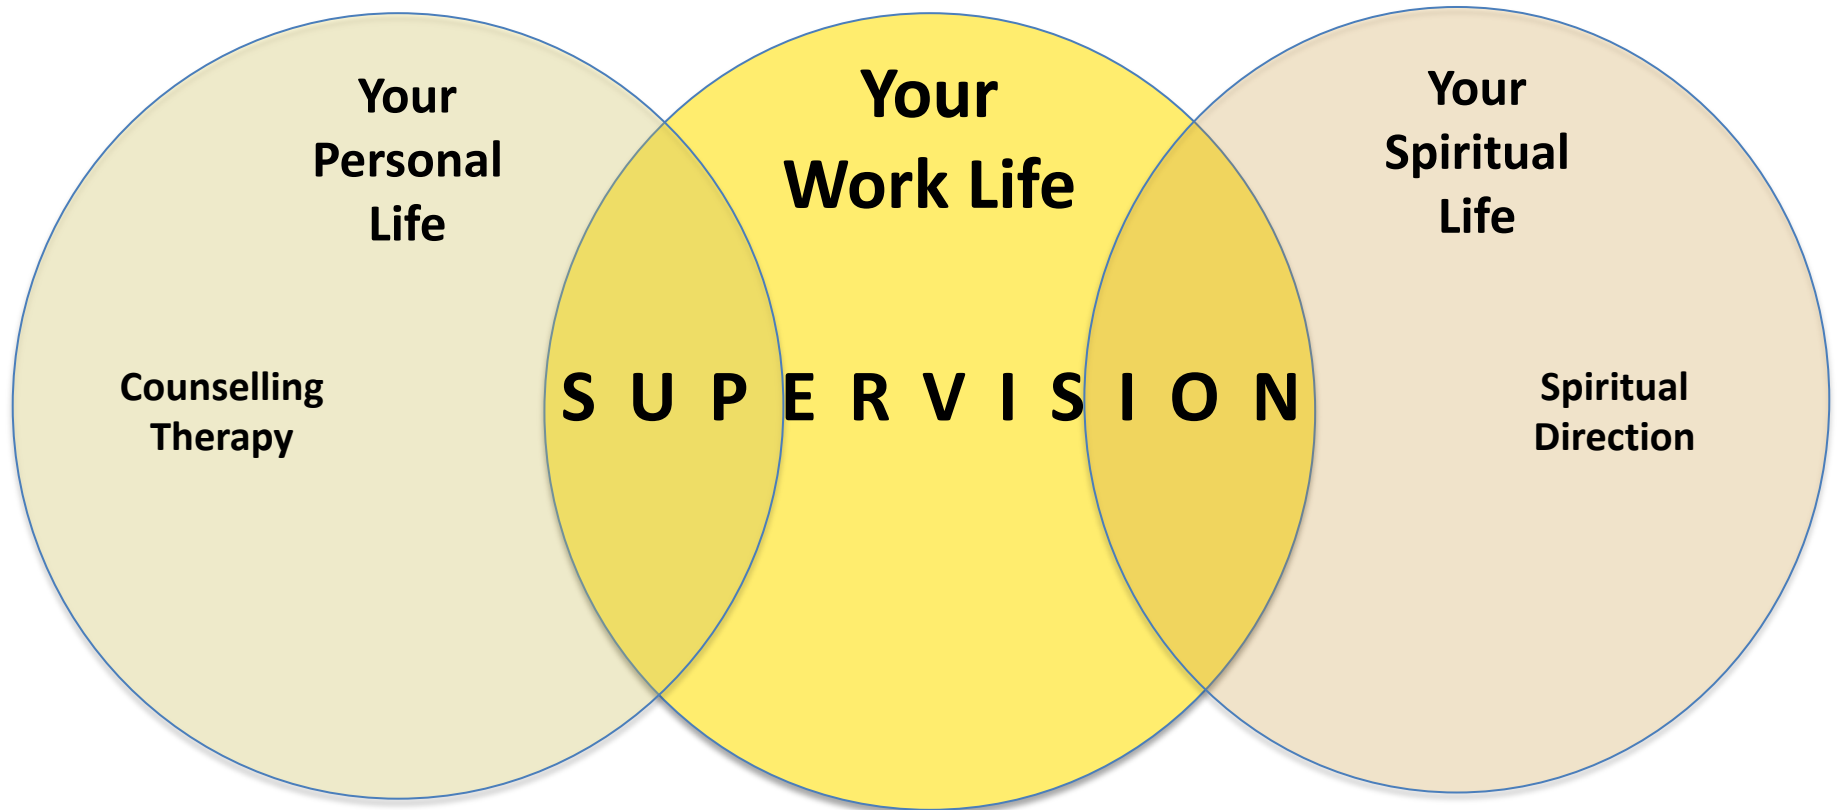 Your
Personal
Life
Counselling
Therapy
Your
Work Life
S U P E R V I S I O N
Your
Spiritual
Life
Spiritual
Direction